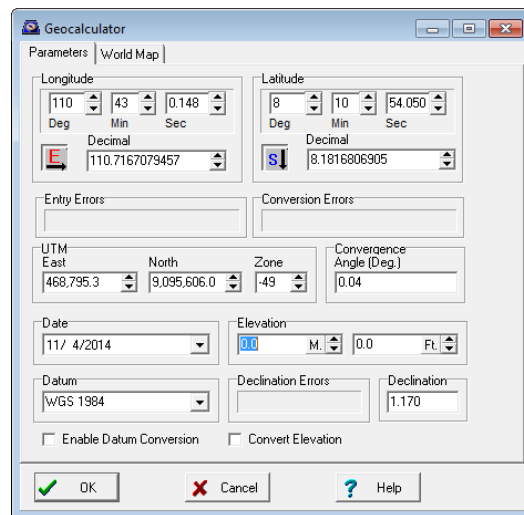 Geocalculator
Parameters World Map
Longitude Latitude
110 43 0.148 8 10 54.050
Deg Min Sec Deg Min Sec
Decimal Decimal
E 110.7167079457 S 8.1816806905
Entry Errors Conversion Errors
UTM Convergence
East North Zone Angle (Deg.)
468,795.3 9,095,606.0 -49 0.04
Date Elevation
11/ 4/2014 0.0 M. 0.0 Ft.
Datum Declination Errors Declination
WGS 1984 1.170
Enable Datum Conversion Convert Elevation
OK Cancel ? Help